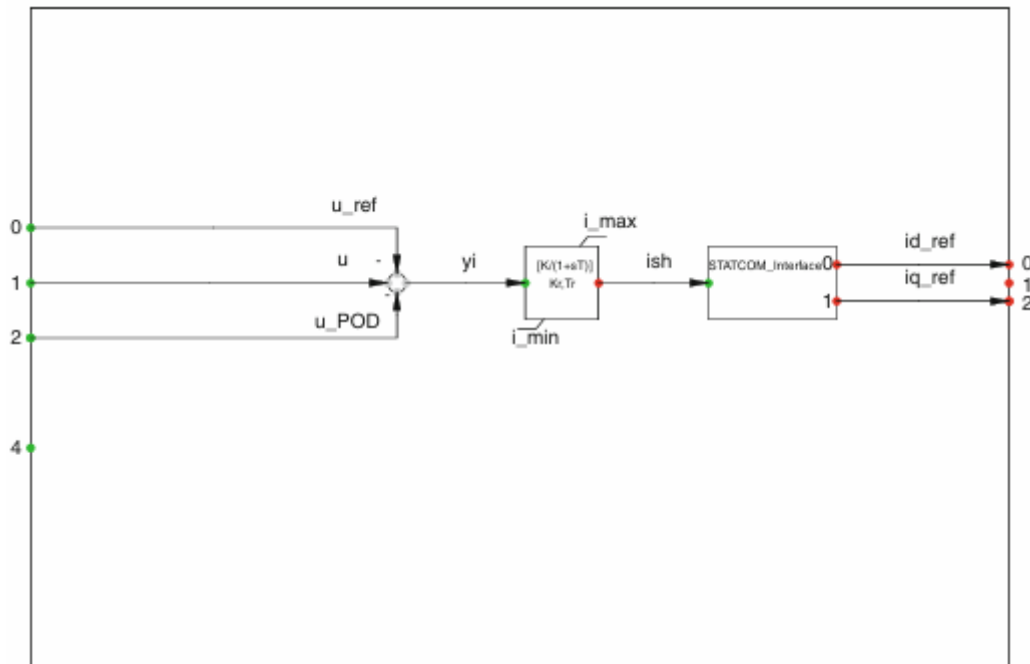 u_ref
0
i_max
id_ref
u
-
yi
[K/(1+sT)]
ish
STATCOM_Interface
0
0
1
Kr,Tr
iq_ref
1
-
u_POD
1
2
2
i_min
4